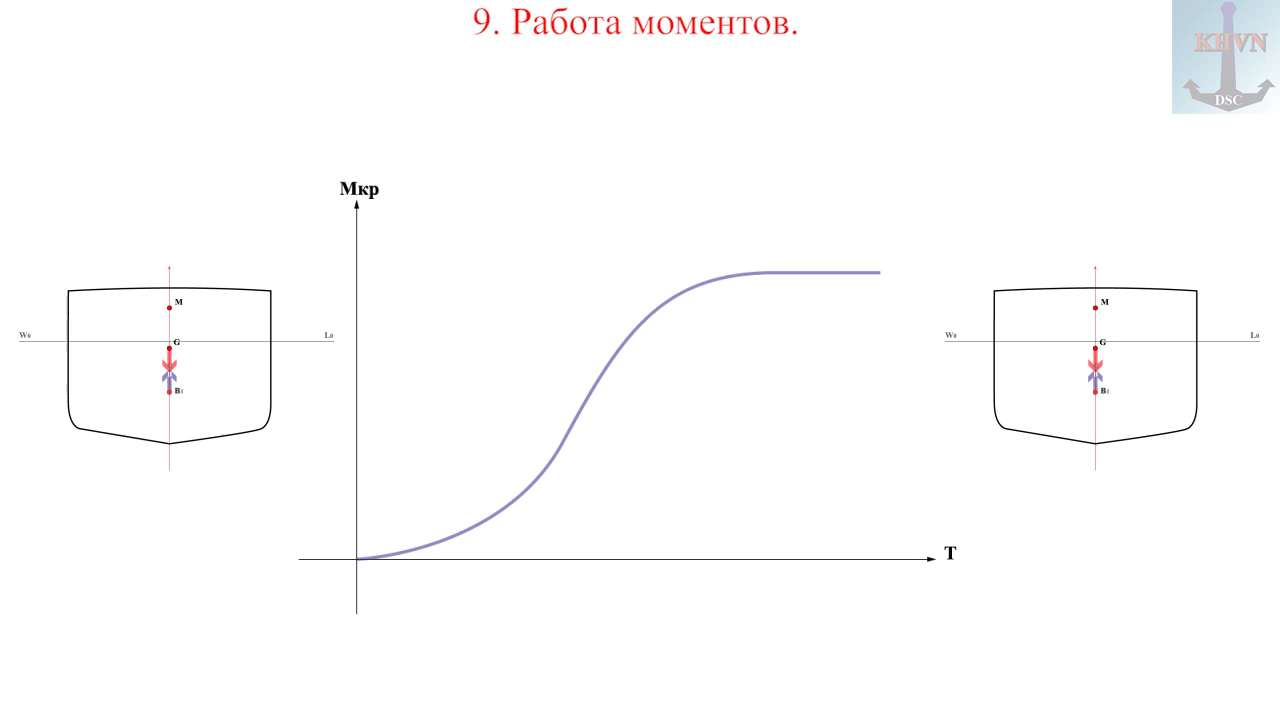 9. Работа моментов.
KHVN
DSC
Мкр
M
W₀
L₀
G
B₁
M
W₀
L₀
G
B₁
T